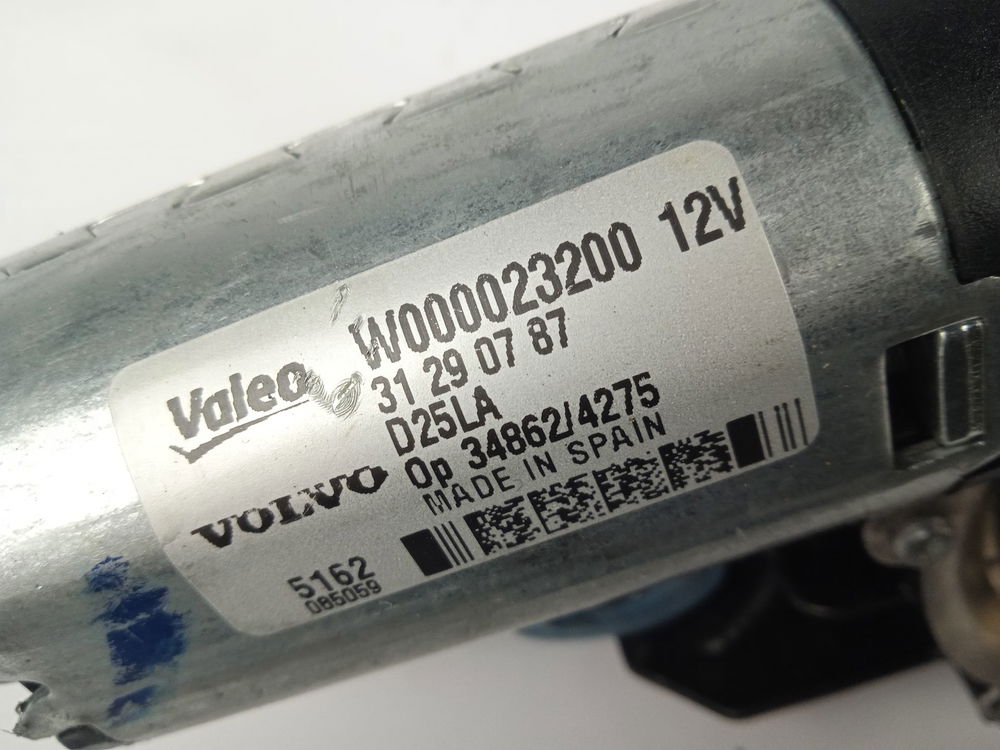 Valeo W000023200 12V
31 29 07 87
D25LA
VOLVO Op 34862/4275
MADE IN SPAIN
5162
085059